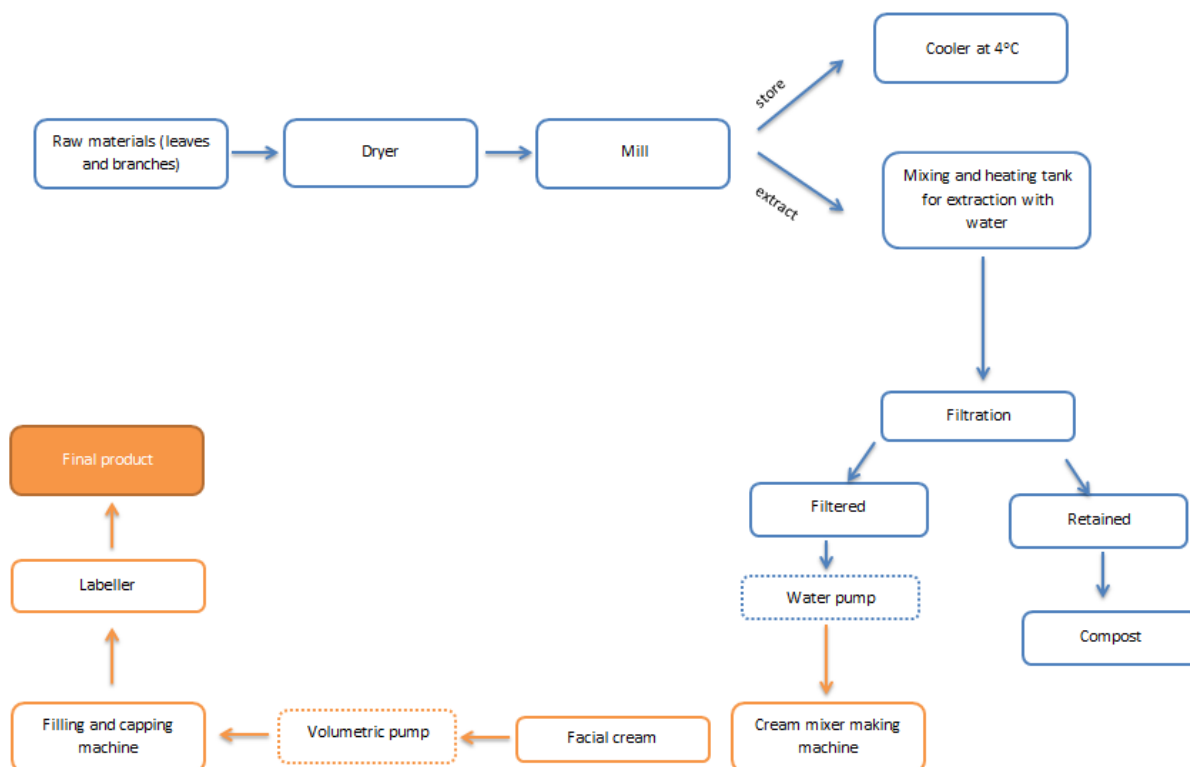 Cooler at 4°C
store
Raw materials (leaves
and branches)
Dryer
Mill
extract
Mixing and heating tank
for extraction with
water
Filtration
Final product
Filtered
Retained
Labeller
Water pump
Compost
Filling and capping
machine
Volumetric pump
Facial cream
Cream mixer making
machine